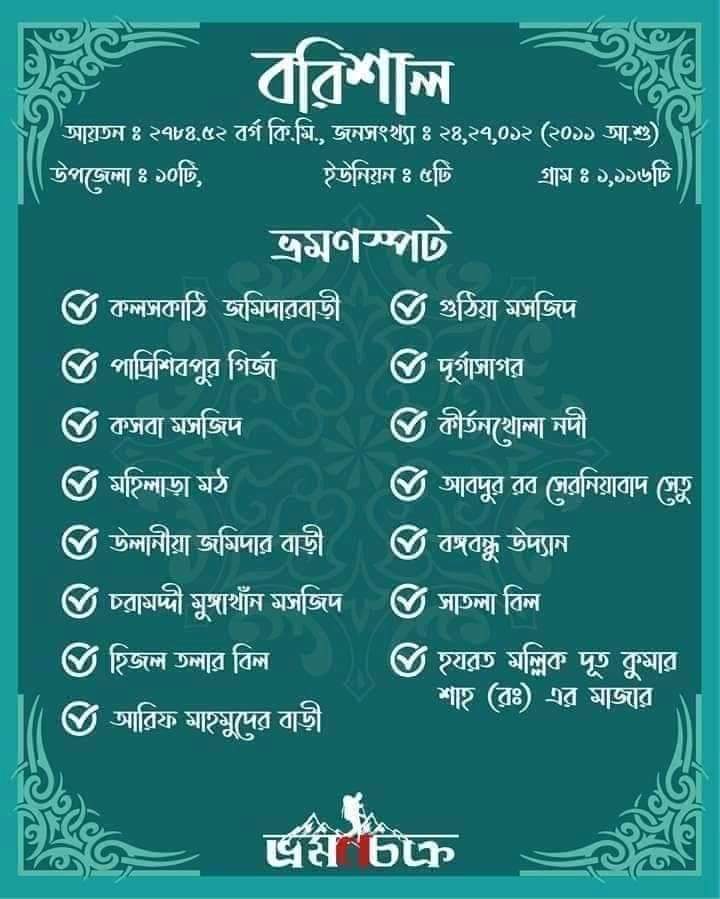 বরিশাল
আয়তন ঃ ২৭৮৪.৫২ বর্গ কি.মি., জনসংখ্যা ঃ ২৪,২৭,০১২ (২০১১ আ.শু)
উপজেলা ঃ ১০টি, ইউনিয়ন ঃ ৫টি গ্রাম ঃ ১,১১৬টি
ভ্রমণস্পট
কলসকাঠি জমিদারবাড়ী
পাদ্রিশিবপুর গির্জা
কসবা মসজিদ
মহিলাড়া মঠ
উলানীয়া জমিদার বাড়ী
চরামদ্দী মুঙ্গাখাঁন মসজিদ
হিজল তলার বিল
আরিফ মাহমুদের বাড়ী
গুঠিয়া মসজিদ
দূর্গাসাগর
কীর্তনখোলা নদী
আবদুর রব সেরনিয়াবাদ সেতু
বঙ্গবন্ধু উদ্যান
সাতলা বিল
হযরত মল্লিক দূত কুমার
শাহ (রঃ) এর মাজার
ভ্রমণচক্র